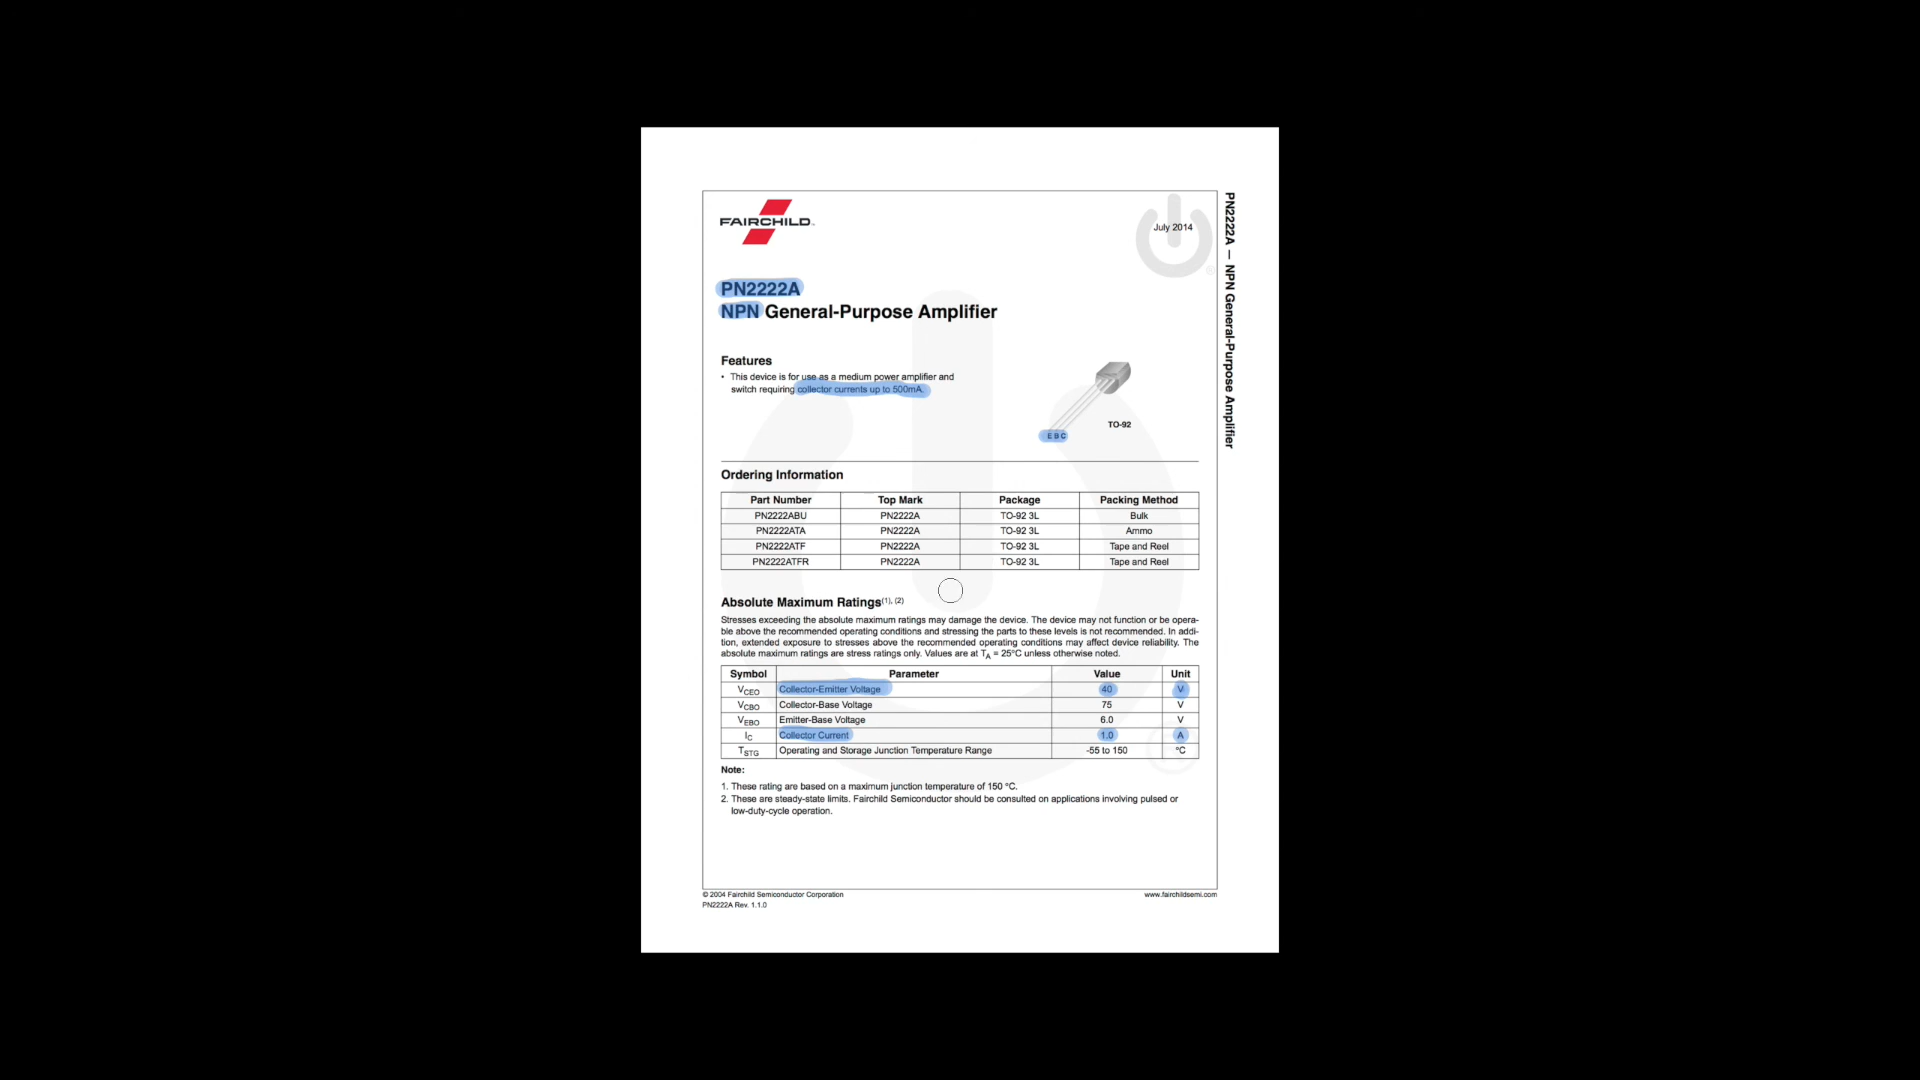 FAIRCHILD™
July 2014
PN2222A — NPN General-Purpose Amplifier
PN2222A
NPN General-Purpose Amplifier
Features
• This device is for use as a medium power amplifier and
switch requiring collector currents up to 500mA.
E B C
TO-92
Ordering Information
Part Number Top Mark Package Packing Method
PN2222ABU PN2222A TO-92 3L Bulk
PN2222ATA PN2222A TO-92 3L Ammo
PN2222ATF PN2222A TO-92 3L Tape and Reel
PN2222ATFR PN2222A TO-92 3L Tape and Reel
Absolute Maximum Ratings(1), (2)
Stresses exceeding the absolute maximum ratings may damage the device. The device may not function or be opera-
ble above the recommended operating conditions and stressing the parts to these levels is not recommended. In addi-
tion, extended exposure to stresses above the recommended operating conditions may affect device reliability. The
absolute maximum ratings are stress ratings only. Values are at TA = 25°C unless otherwise noted.
Symbol Parameter Value Unit
VCEO Collector-Emitter Voltage 40 V
VCBO Collector-Base Voltage 75 V
VEBO Emitter-Base Voltage 6.0 V
IC Collector Current 1.0 A
TSTG Operating and Storage Junction Temperature Range -55 to 150 °C
Note:
1. These rating are based on a maximum junction temperature of 150 °C.
2. These are steady-state limits. Fairchild Semiconductor should be consulted on applications involving pulsed or
low-duty-cycle operation.
© 2004 Fairchild Semiconductor Corporation www.fairchildsemi.com
PN2222A Rev. 1.1.0